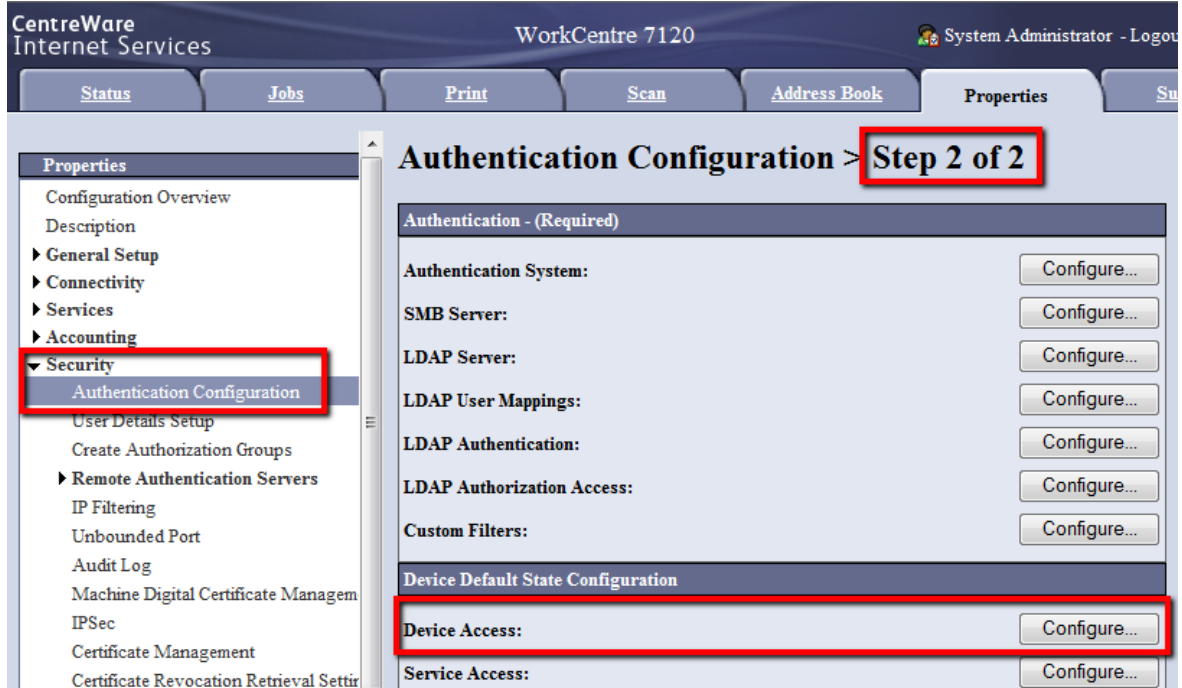 CentreWare
Internet Services
WorkCentre 7120
System Administrator - Logou
Status
Jobs
Print
Scan
Address Book
Properties
Su
Properties
Configuration Overview
Description
General Setup
Connectivity
Services
Accounting
Security
Authentication Configuration
User Details Setup
Create Authorization Groups
Remote Authentication Servers
IP Filtering
Unbounded Port
Audit Log
Machine Digital Certificate Managem
IPSec
Certificate Management
Certificate Revocation Retrieval Settin
Authentication Configuration > Step 2 of 2
Authentication - (Required)
Authentication System: Configure...
SMB Server: Configure...
LDAP Server: Configure...
LDAP User Mappings: Configure...
LDAP Authentication: Configure...
LDAP Authorization Access: Configure...
Custom Filters: Configure...
Device Default State Configuration
Device Access: Configure...
Service Access: Configure...